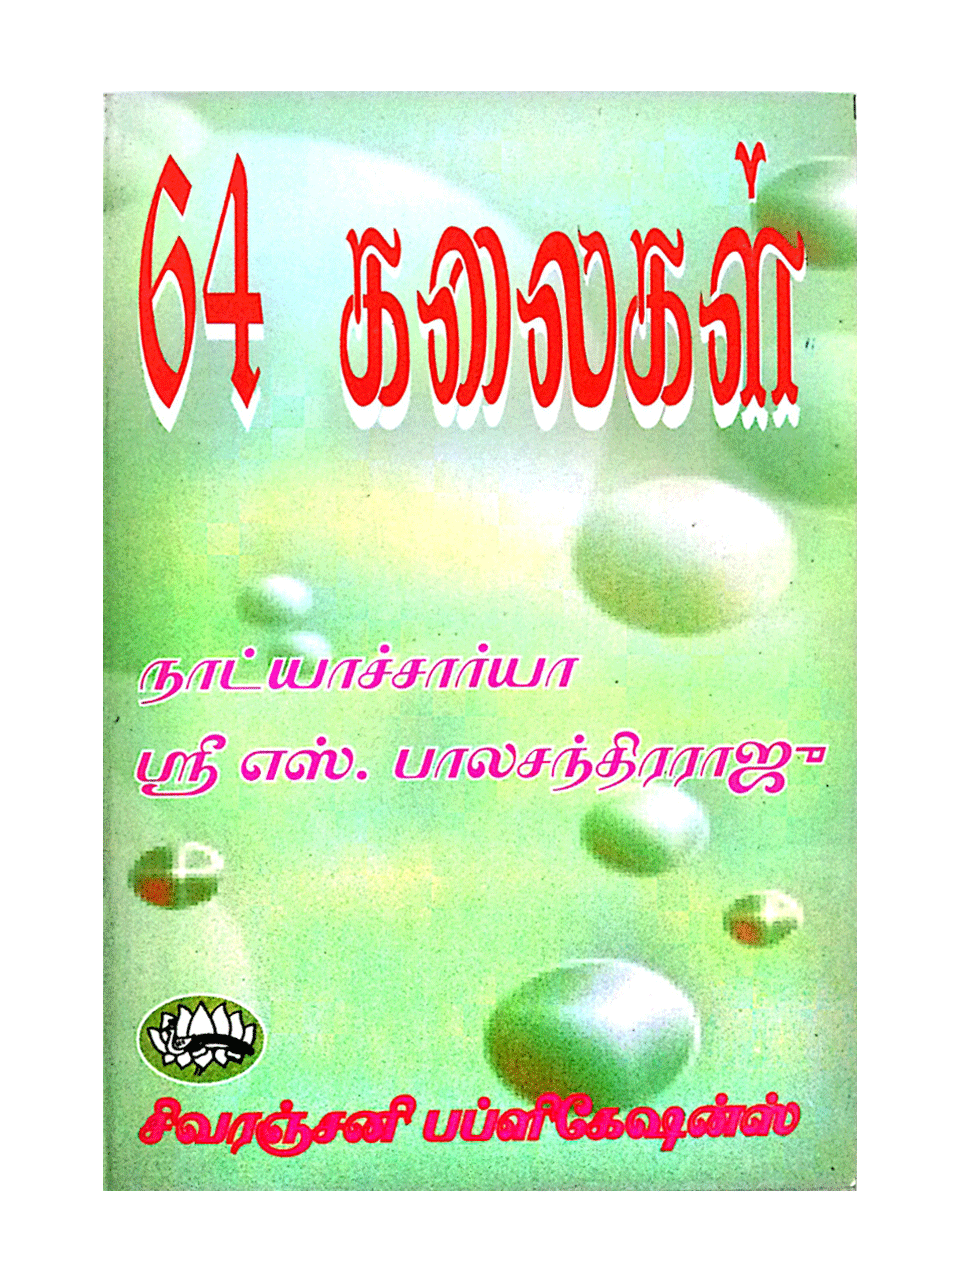 64 கலைகள்
நாட்யாச்சார்யா
ஸ்ரீ எஸ். பாலசந்திரராஜு
சிவரஞ்சனி பப்ளிகேஷன்ஸ்